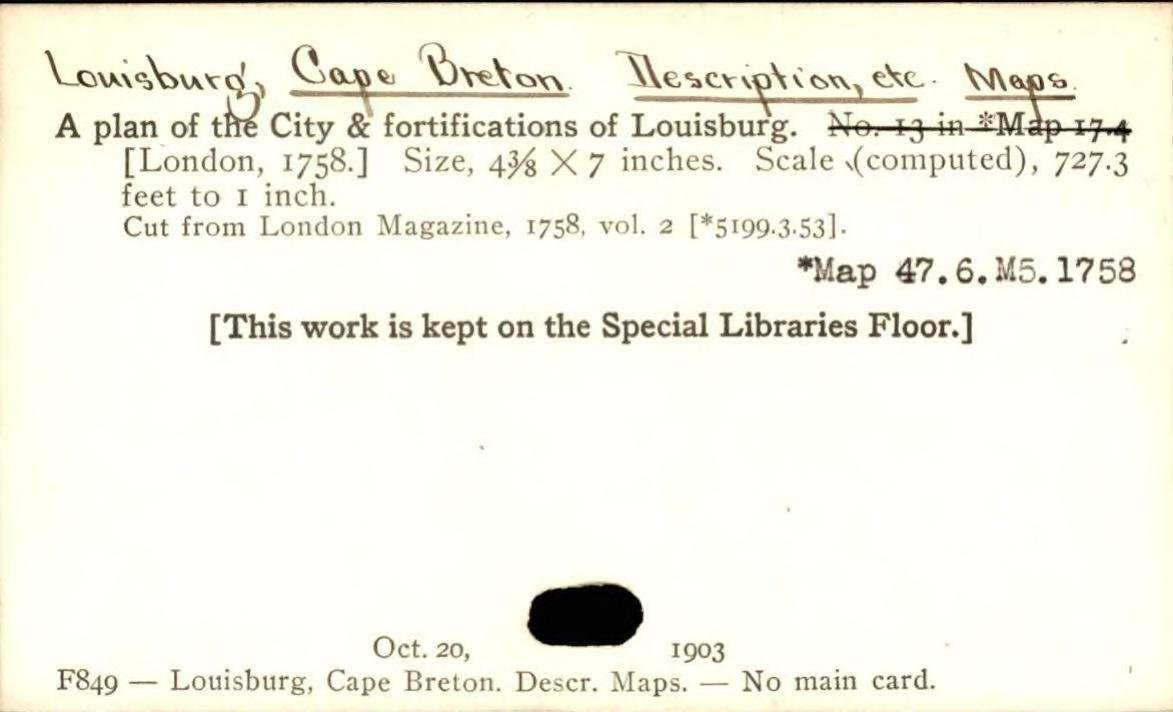 Louisburg, Cape Breton. Description, etc. Maps.
A plan of the City & fortifications of Louisburg. No. 13 in *Map 17.4
[London, 1758.] Size, 4⅜ X 7 inches. Scale (computed), 727.3
feet to 1 inch.
Cut from London Magazine, 1758, vol. 2 [*5199.3.53].
*Map 47.6.M5.1758
[This work is kept on the Special Libraries Floor.]
Oct. 20, 1903
F849 — Louisburg, Cape Breton. Descr. Maps. — No main card.